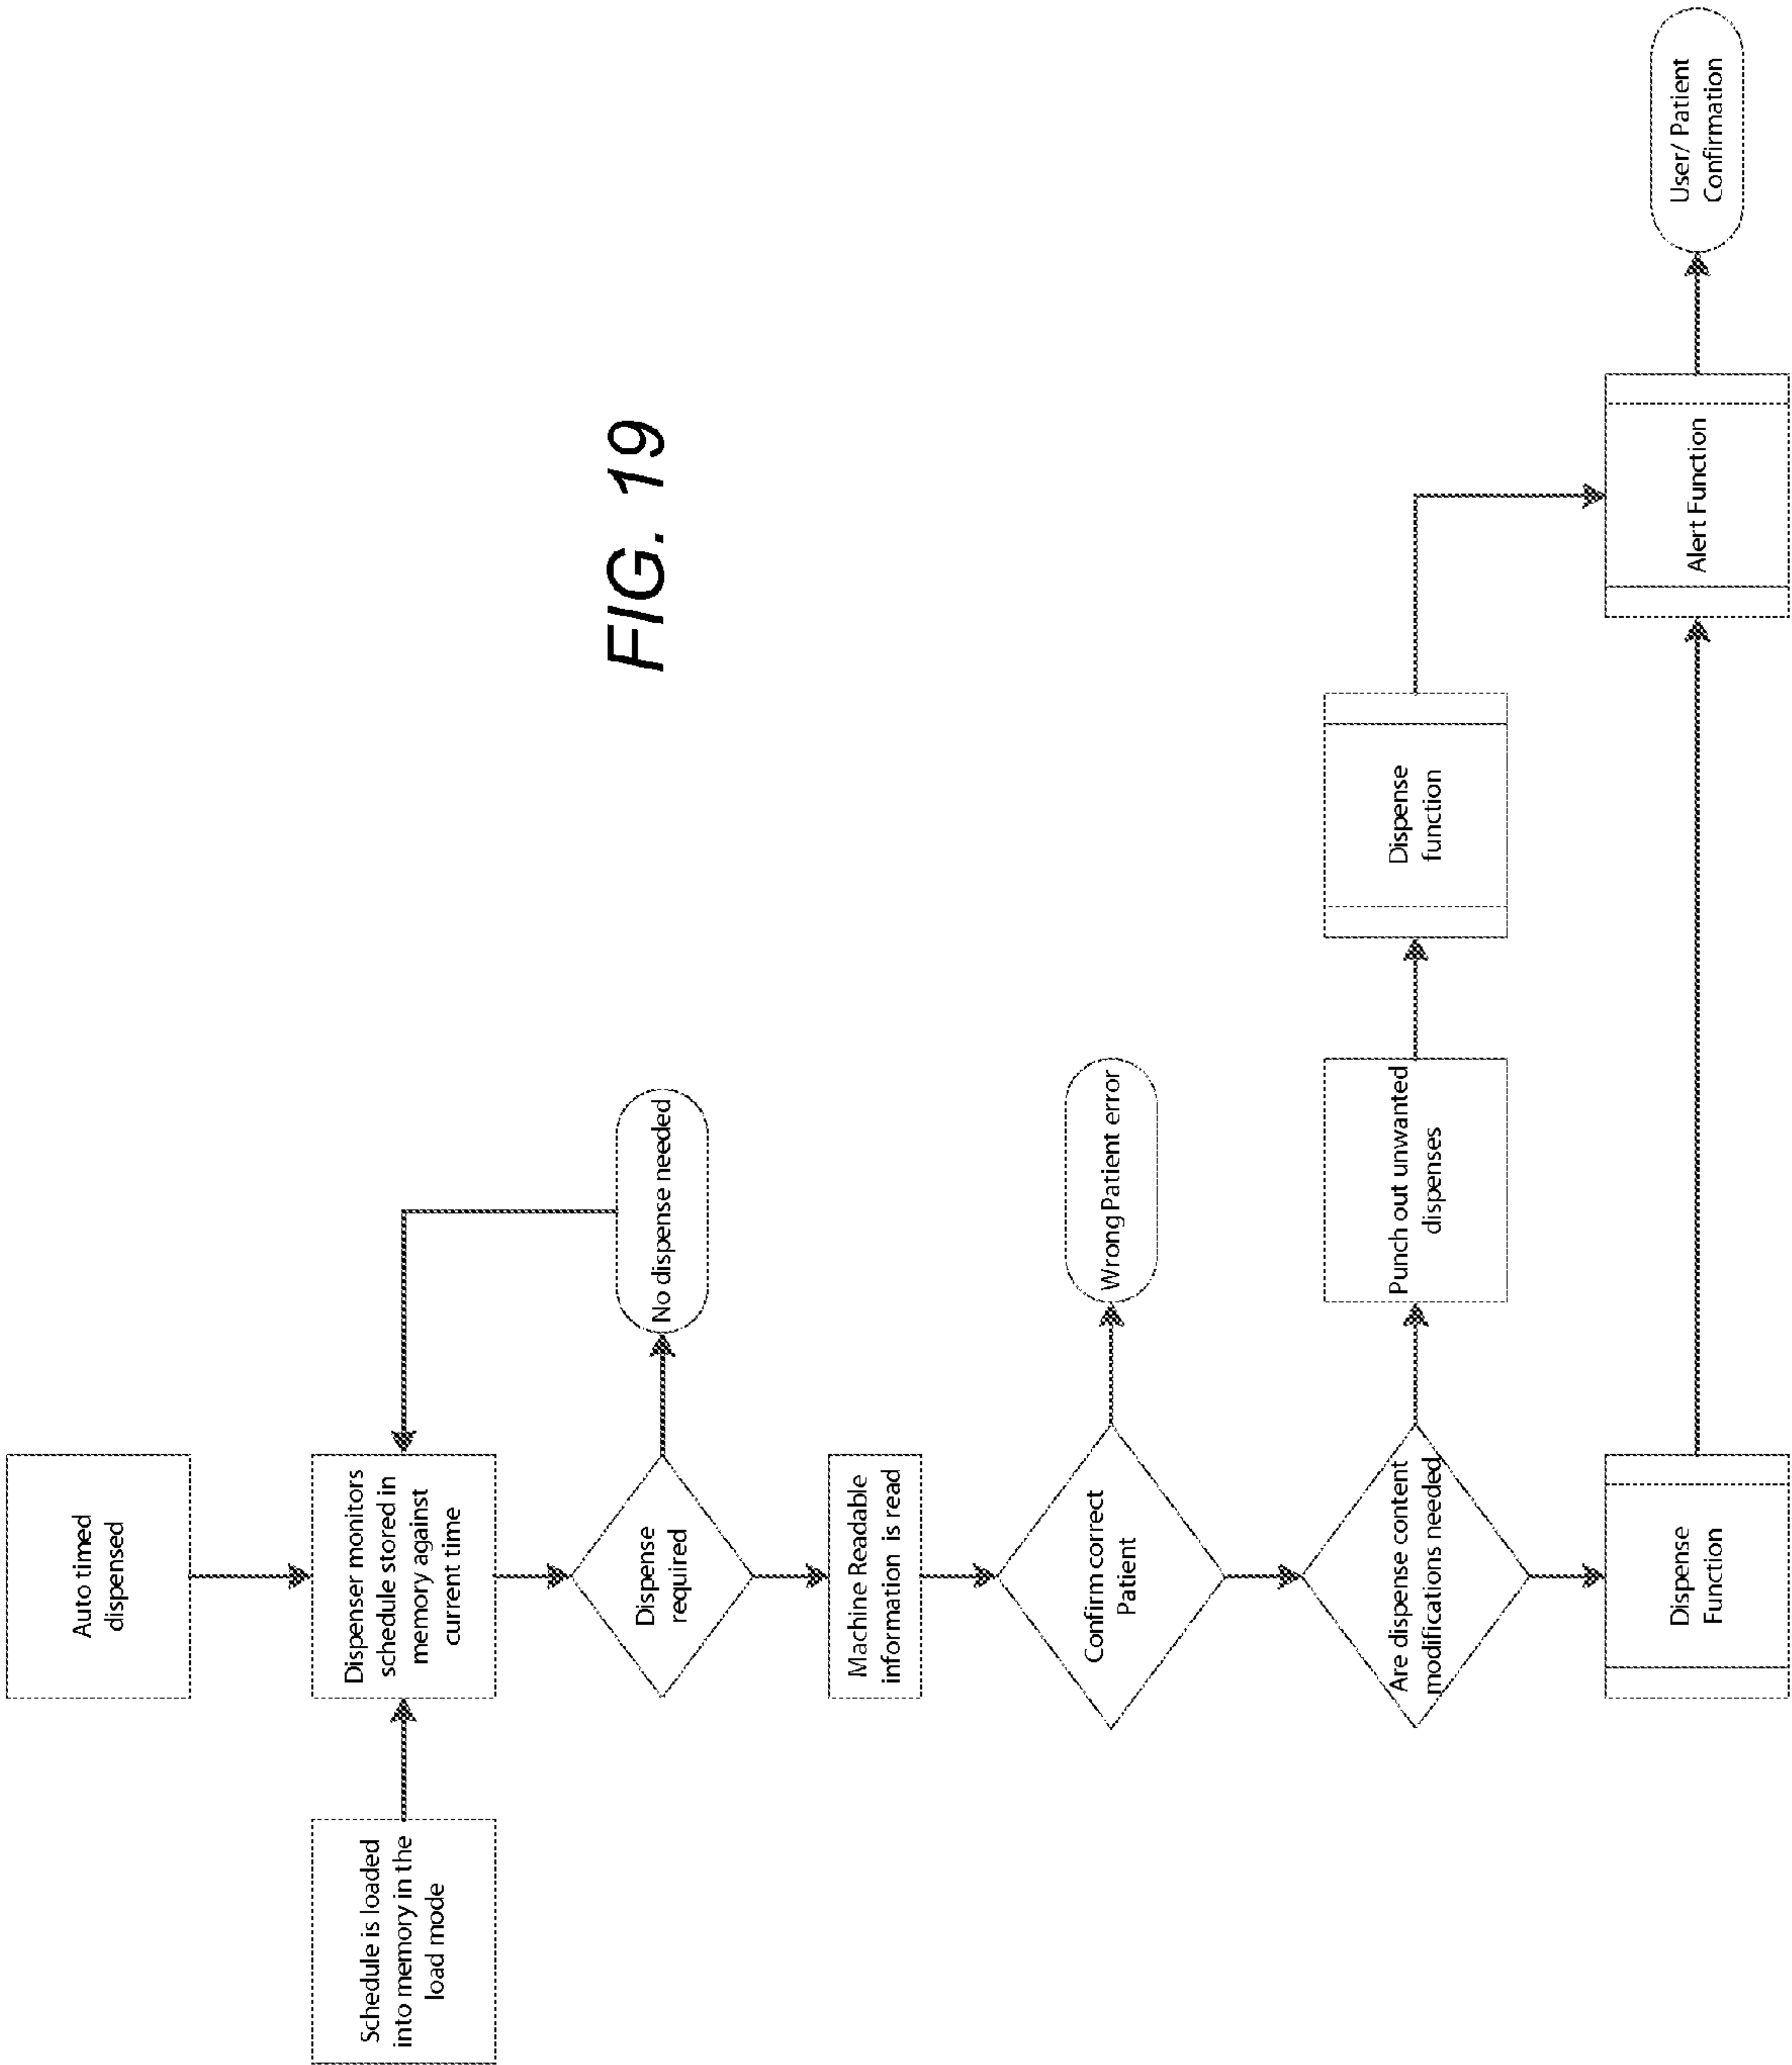 Auto timed
dispensed
Schedule is loaded
into memory in the
load mode
Dispenser monitors
schedule stored in
memory against
current time
Dispense
required
No dispense needed
Machine Readable
information is read
Confirm correct
Patient
Wrong Patient error
Are dispense content
modifications needed
Punch out unwanted
dispenses
Dispense
function
Dispense
Function
Alert Function
User/ Patient
Confirmation
FIG. 19